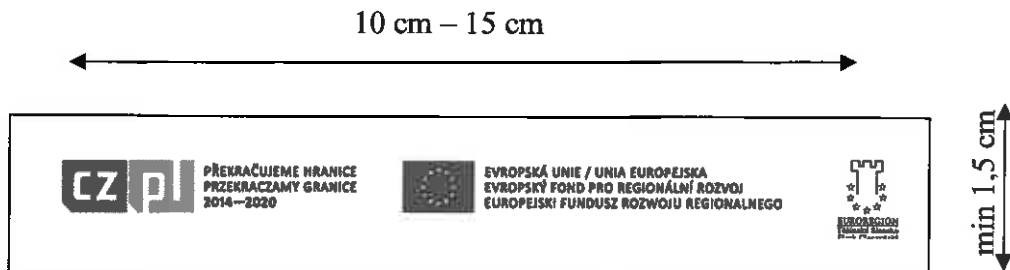 10 cm – 15 cm
min 1,5 cm
CZ pl
PŘEKRAČUJEME HRANICE
PRZEKRACZAMY GRANICE
2014—2020
EVROPSKÁ UNIE / UNIA EUROPEJSKA
EVROPSKÝ FOND PRO REGIONÁLNÍ ROZVOJ
EUROPEJSKI FUNDUSZ ROZWOJU REGIONALNEGO
EUROREGION